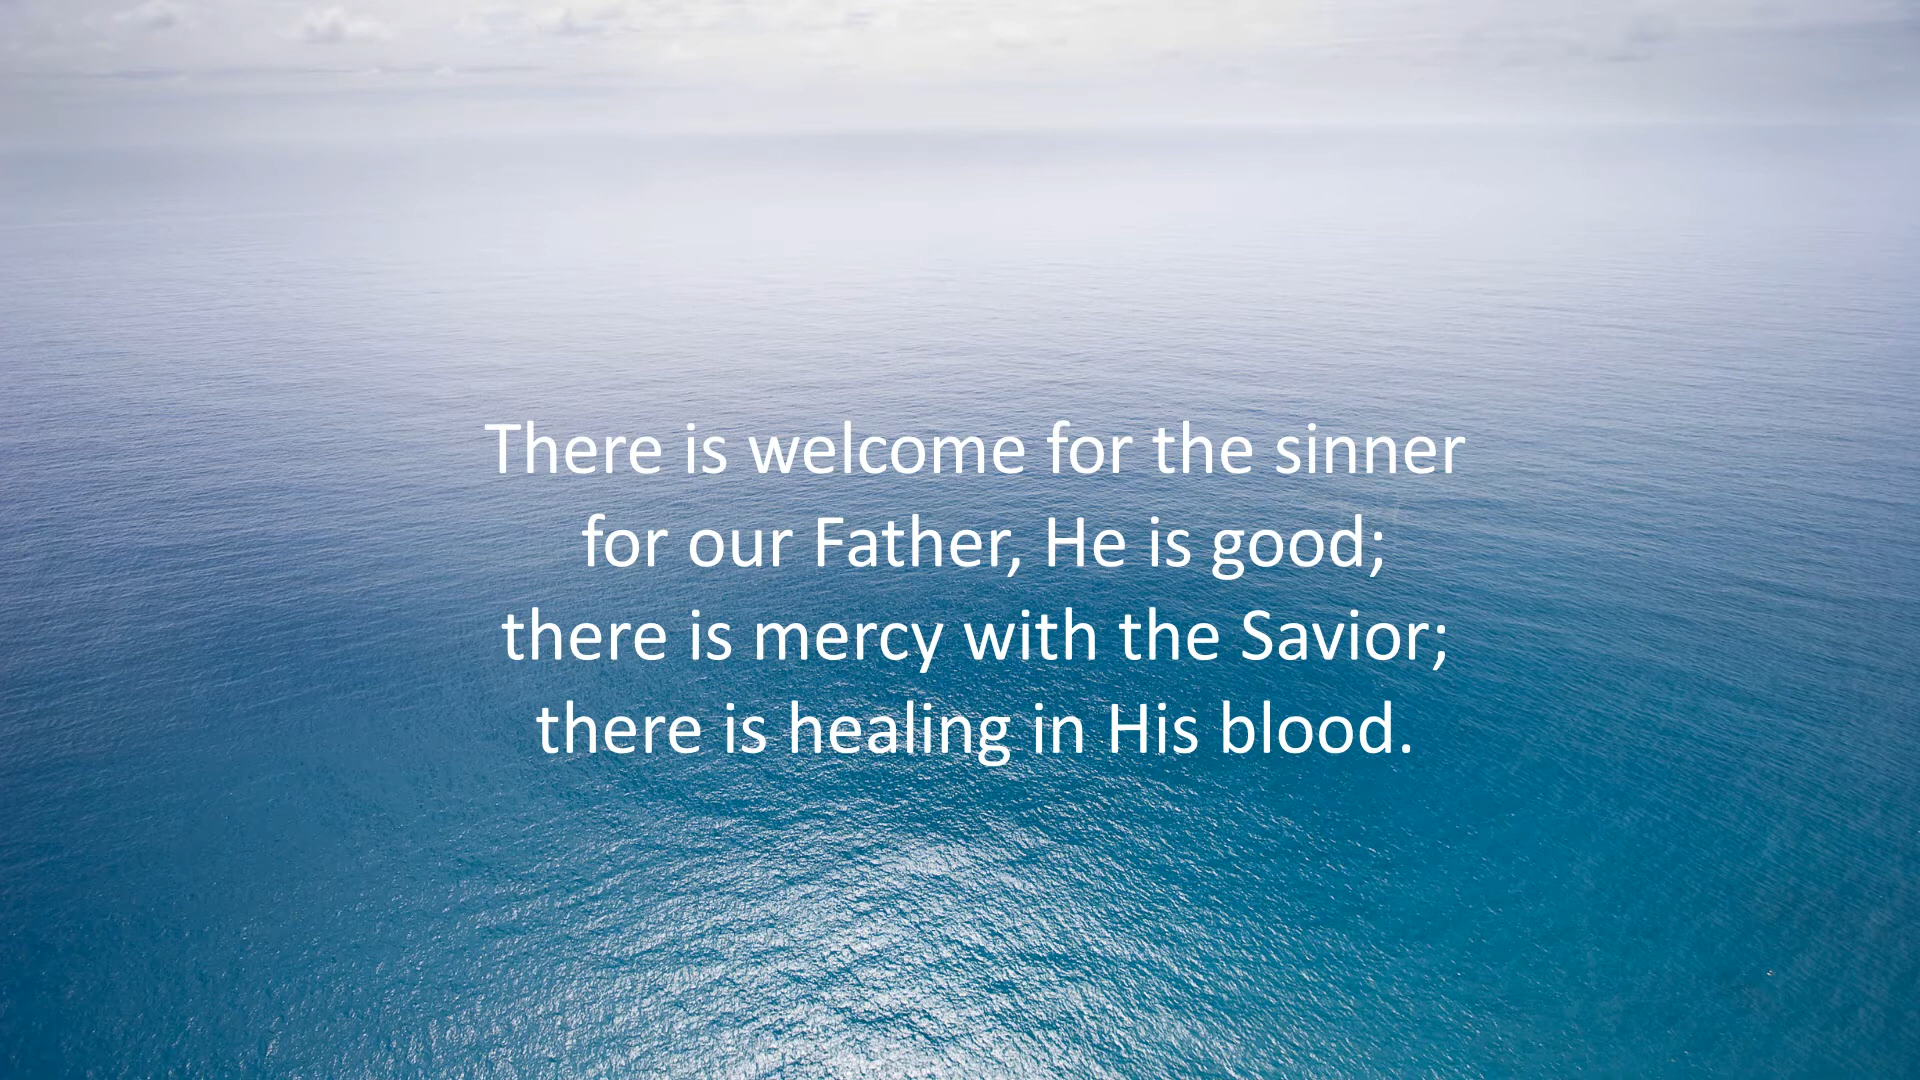 There is welcome for the sinner
for our Father, He is good;
there is mercy with the Savior;
there is healing in His blood.